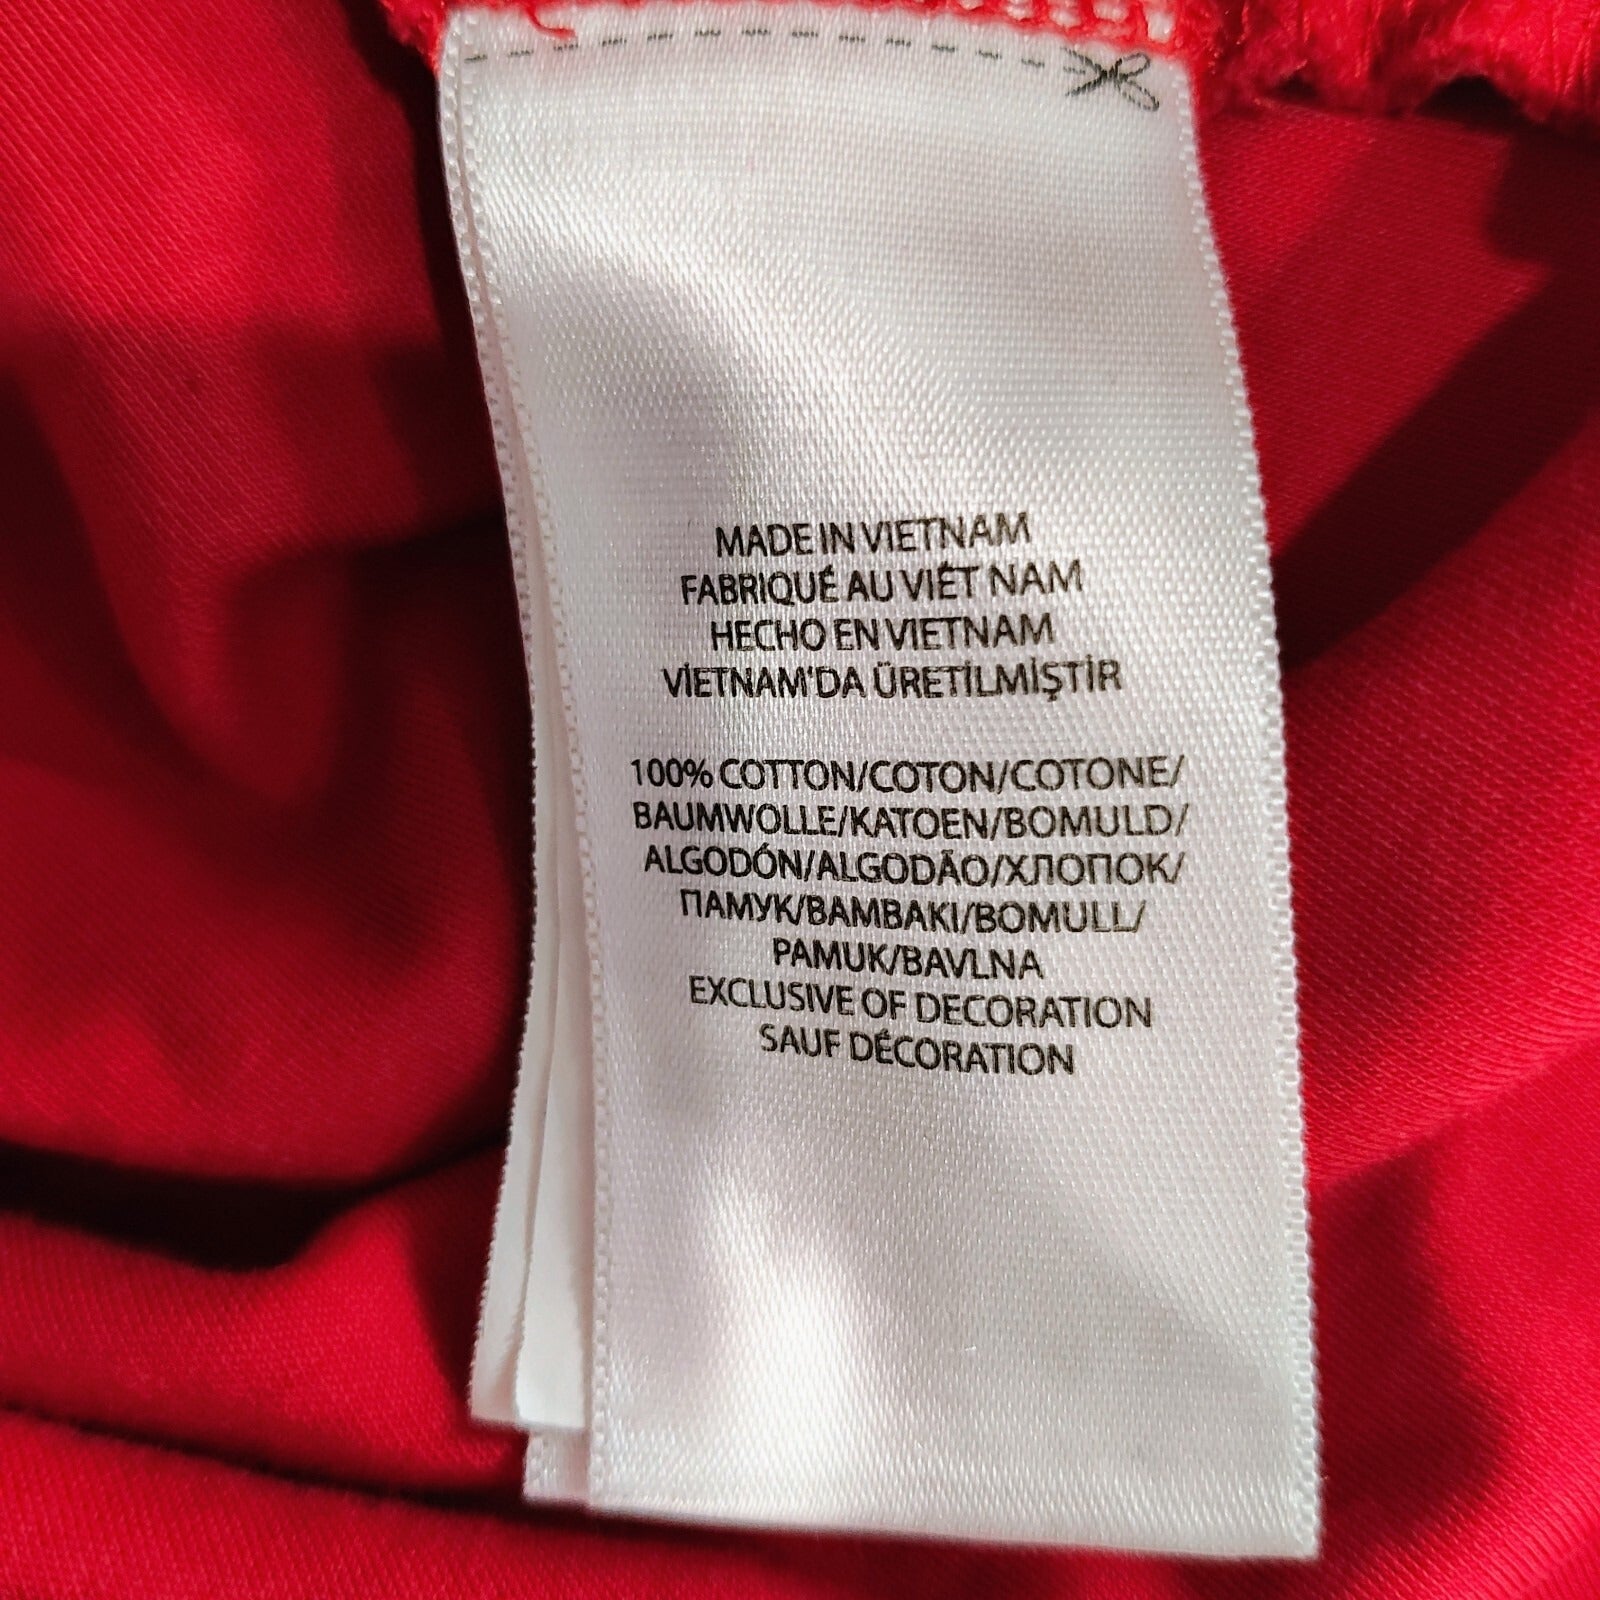 MADE IN VIETNAM
FABRIQUÉ AU VIÊT NAM
HECHO EN VIETNAM
VİETNAM'DA ÜRETİLMİŞTİR
100% COTTON/COTON/COTONE/
BAUMWOLLE/KATOEN/BOMULD/
ALGODÓN/ALGODÃO/ХЛОПОК/
ПАМУК/ΒΑΜΒΑΚΙ/BOMULL/
PAMUK/BAVLNA
EXCLUSIVE OF DECORATION
SAUF DÉCORATION